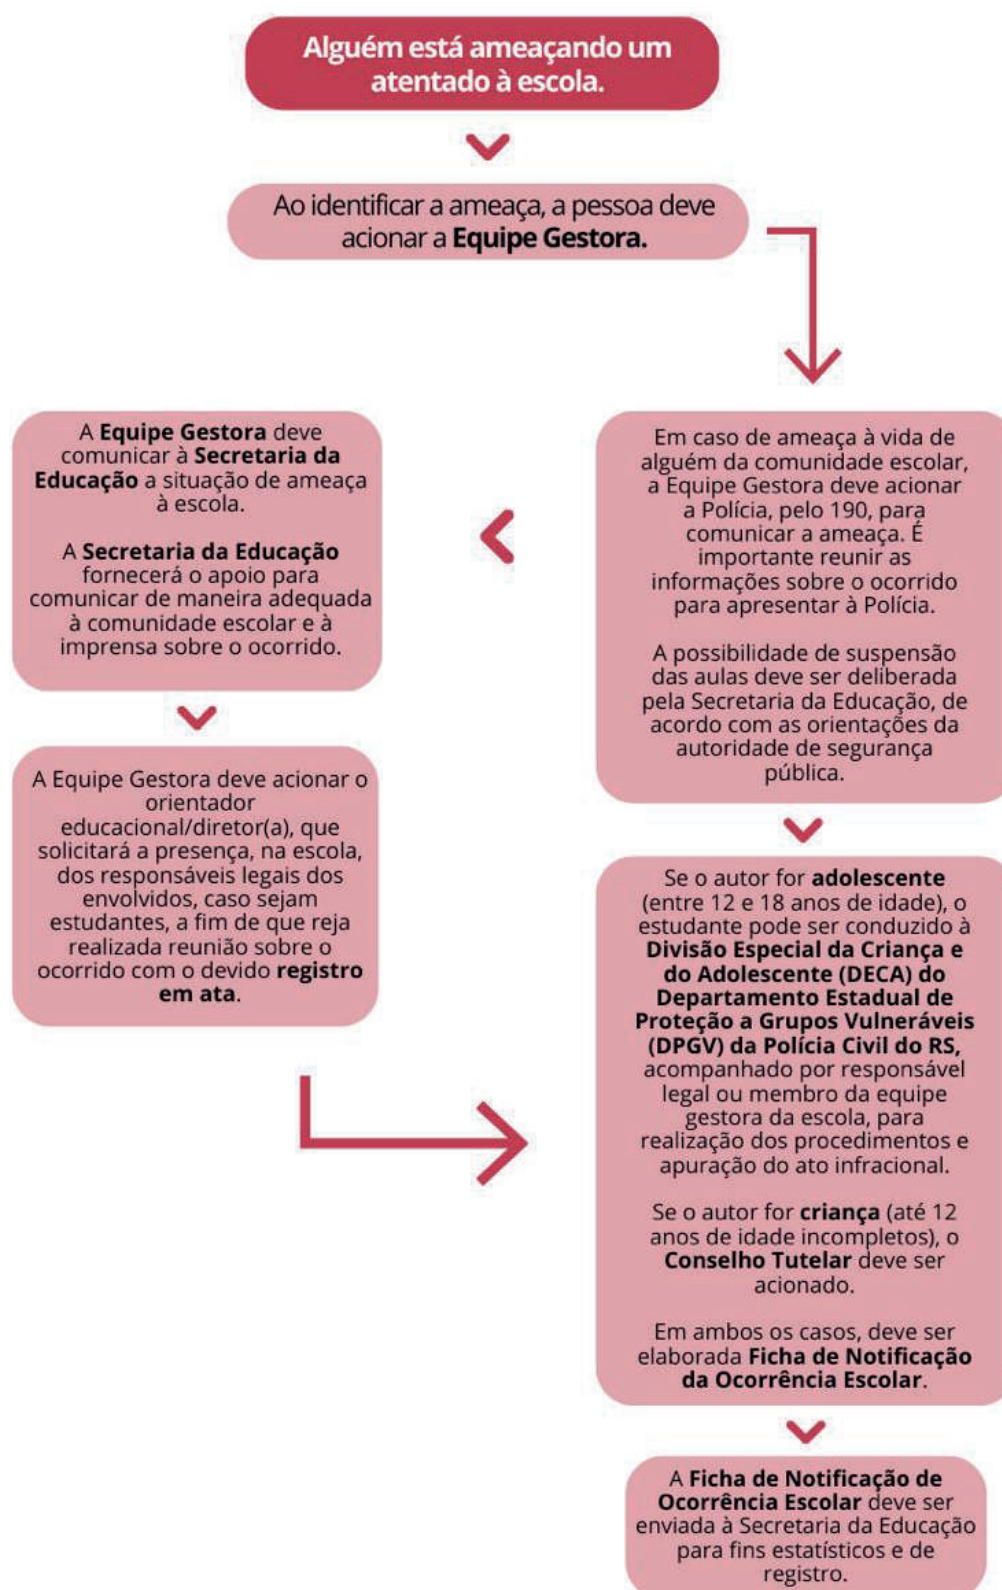 Alguém está ameaçando um
atentado à escola.
Ao identificar a ameaça, a pessoa deve
acionar a Equipe Gestora.
Em caso de ameaça à vida de
alguém da comunidade escolar,
a Equipe Gestora deve acionar
a Polícia, pelo 190, para
comunicar a ameaça. É
importante reunir as
informações sobre o ocorrido
para apresentar à Polícia.
A possibilidade de suspensão
das aulas deve ser deliberada
pela Secretaria da Educação, de
acordo com as orientações da
autoridade de segurança
pública.
A Equipe Gestora deve
comunicar à Secretaria da
Educação a situação de ameaça
à escola.
A Secretaria da Educação
fornecerá o apoio para
comunicar de maneira adequada
à comunidade escolar e à
imprensa sobre o ocorrido.
A Equipe Gestora deve acionar o
orientador
educacional/diretor(a), que
solicitará a presença, na escola,
dos responsáveis legais dos
envolvidos, caso sejam
estudantes, a fim de que reja
realizada reunião sobre o
ocorrido com o devido registro
em ata.
Se o autor for adolescente
(entre 12 e 18 anos de idade), o
estudante pode ser conduzido à
Divisão Especial da Criança e
do Adolescente (DECA) do
Departamento Estadual de
Proteção a Grupos Vulneráveis
(DPGV) da Polícia Civil do RS,
acompanhado por responsável
legal ou membro da equipe
gestora da escola, para
realização dos procedimentos e
apuração do ato infracional.
Se o autor for criança (até 12
anos de idade incompletos), o
Conselho Tutelar deve ser
acionado.
Em ambos os casos, deve ser
elaborada Ficha de Notificação
da Ocorrência Escolar.
A Ficha de Notificação de
Ocorrência Escolar deve ser
enviada à Secretaria da Educação
para fins estatísticos e de
registro.